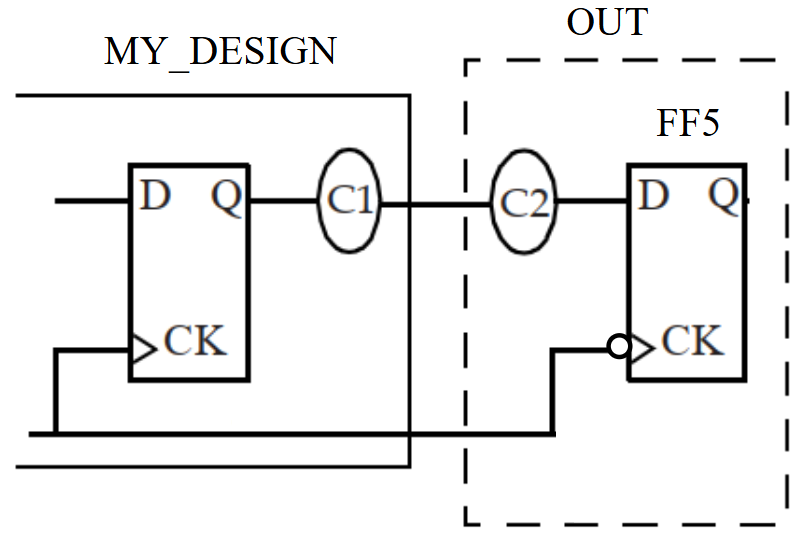 OUT
MY_DESIGN
FF5
D Q
C1
C2
D Q
CK
CK